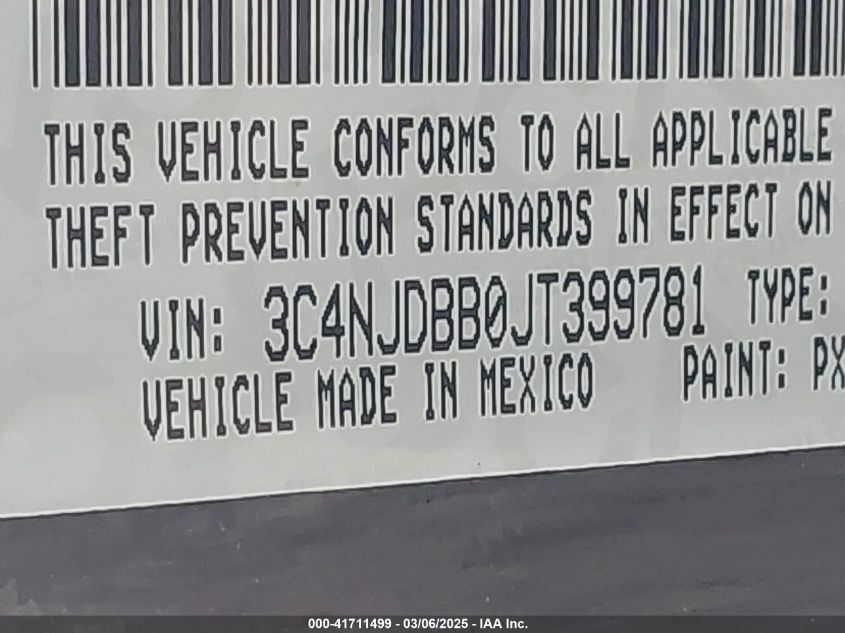 THIS VEHICLE CONFORMS TO ALL APPLICABLE
THEFT PREVENTION STANDARDS IN EFFECT ON
VIN: 3C4NJDBB0JT399781 TYPE:
VEHICLE MADE IN MEXICO PAINT: PX
000-41711499 - 03/06/2025 - IAA Inc.